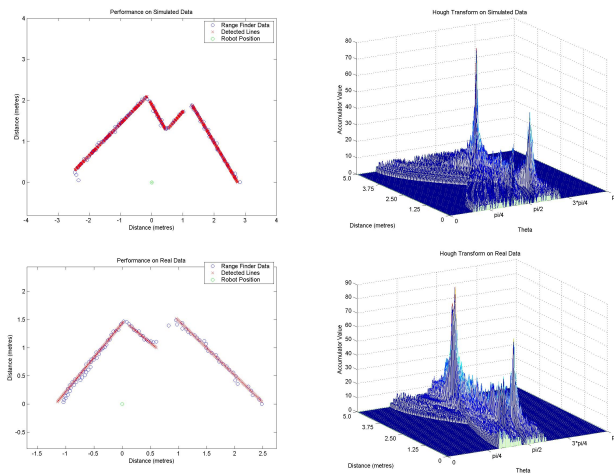 Performance on Simulated Data
4
3
2
1
0
-1
Distance (metres)
-4
-3
-2
-1
0
1
2
3
4
Distance (metres)
Range Finder Data
Detected Lines
Robot Position
Hough Transform on Simulated Data
80
70
60
50
40
30
20
10
0
Accumulator Value
5.0
3.75
2.50
1.25
0
Distance (metres)
0
pi/4
pi/2
3*pi/4
Theta
Performance on Real Data
2
1.5
1
0.5
0
-0.5
Distance (metres)
-1.5
-1
-0.5
0
0.5
1
1.5
2
2.5
Distance (metres)
Range Finder Data
Detected Lines
Robot Position
Hough Transform on Real Data
90
80
70
60
50
40
30
20
10
0
Accumulator Value
5.0
3.75
2.50
1.25
0
Distance (metres)
0
pi/4
pi/2
3*pi/4
Theta